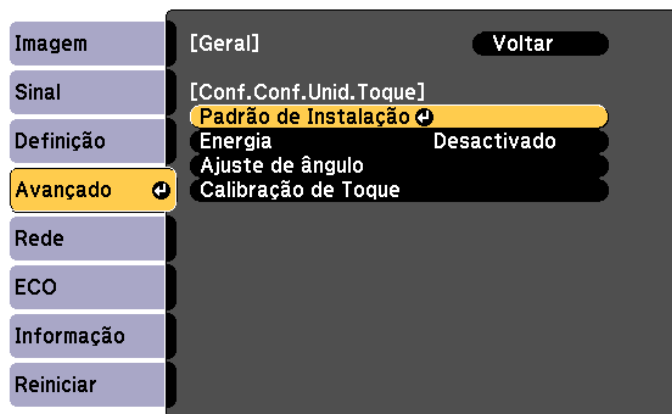 Imagem
Sinal
Definição
Avançado
Rede
ECO
Informação
Reiniciar
[Geral] Voltar
[Conf.Conf.Unid.Toque]
Padrão de Instalação
Energia Desactivado
Ajuste de ângulo
Calibração de Toque